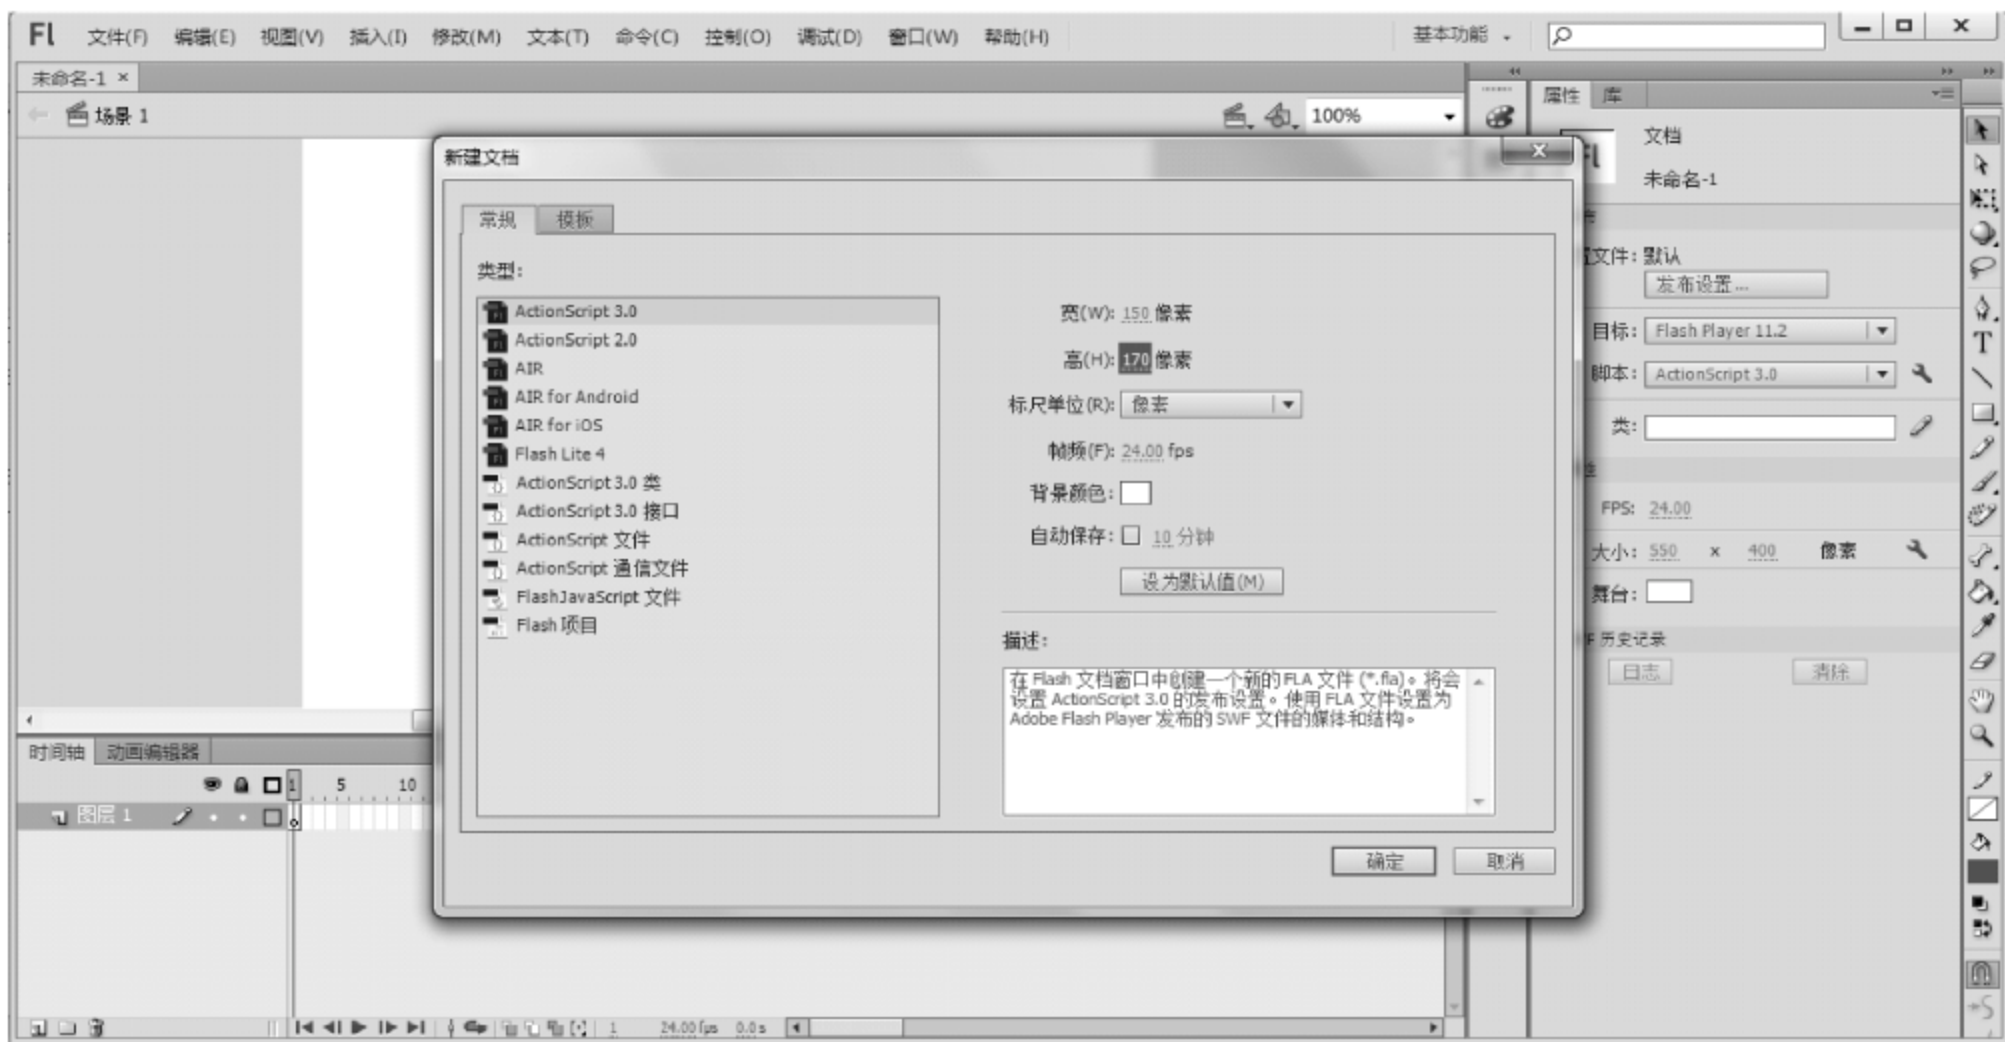 Fl 文件(F) 编辑(E) 视图(V) 插入(I) 修改(M) 文本(T) 命令(C) 控制(O) 调试(D) 窗口(W) 帮助(H) 基本功能
未命名-1 ×
场景 1 100%
属性 库
文档
未命名-1
新建文档
常规 模板
类型:
ActionScript 3.0
ActionScript 2.0
AIR
AIR for Android
AIR for iOS
Flash Lite 4
ActionScript 3.0 类
ActionScript 3.0 接口
ActionScript 文件
ActionScript 通信文件
FlashJavaScript 文件
Flash 项目
宽(W): 150 像素
高(H): 170 像素
标尺单位(R): 像素
帧频(F): 24.00 fps
背景颜色:
自动保存: 10 分钟
设为默认值(M)
描述:
在 Flash 文档窗口中创建一个新的 FLA 文件 (*.fla)。将会
设置 ActionScript 3.0 的发布设置。使用 FLA 文件设置为
Adobe Flash Player 发布的 SWF 文件的媒体和结构。
确定 取消
文件: 默认
发布设置...
目标: Flash Player 11.2
脚本: ActionScript 3.0
类:
FPS: 24.00
大小: 550 x 400 像素
舞台:
F 历史记录
日志 清除
时间轴 动画编辑器
1 5 10
图层 1
1 24.00 fps 0.0 s